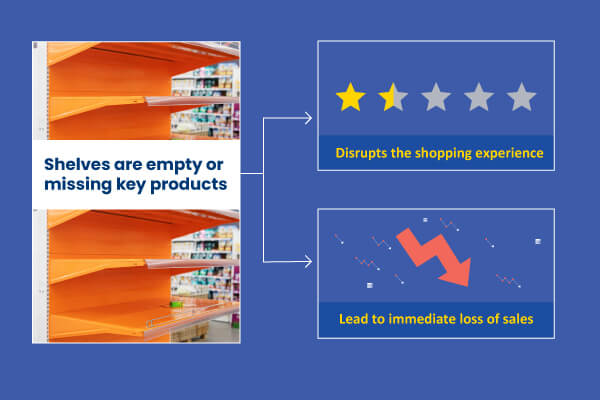 Shelves are empty or
missing key products
Disrupts the shopping experience
Lead to immediate loss of sales